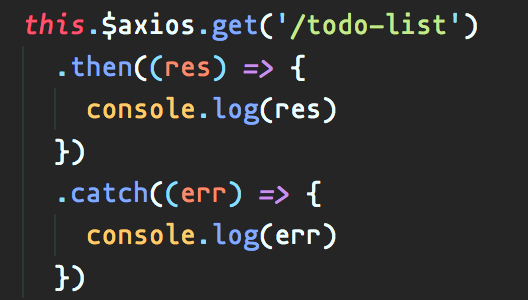 this.$axios.get('/todo-list')
  .then((res) => {
    console.log(res)
  })
  .catch((err) => {
    console.log(err)
  })